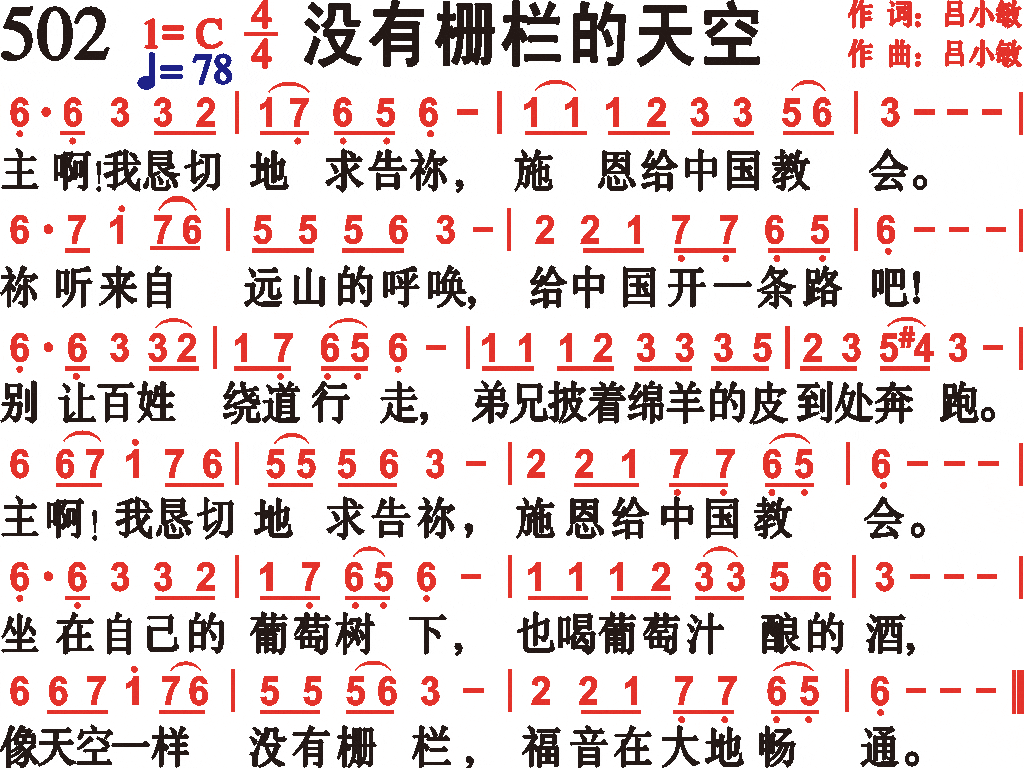 502 1=C 4/4 没有栅栏的天空 作 词：吕小敏
♩=78 作 曲：吕小敏
6̣ · 6̣ 3 3 2 | 1 7̣ 6̣ 5̣ 6̣ − | 1 1 1 2 3 3 5 6 | 3 − − − |
主 啊！我恳切 地 求告祢， 施 恩给中国教 会。
6 · 7 1̇ 7 6 | 5 5 5 6 3 − | 2 2 1 7̣ 7̣ 6̣ 5̣ | 6̣ − − − |
祢 听来自 远山的呼唤， 给中国开一条路 吧！
6̣ · 6̣ 3 3 2 | 1 7̣ 6̣ 5̣ 6̣ − | 1 1 1 2 3 3 3 5 | 2 3 5 #4 3 − |
别 让百姓 绕道行 走， 弟兄披着绵羊的皮到处奔 跑。
6 6 7 1̇ 7 6 | 5 5 5 6 3 − | 2 2 1 7̣ 7̣ 6̣ 5̣ | 6̣ − − − |
主 啊！我恳切 地 求告祢， 施恩给中国教 会。
6̣ · 6̣ 3 3 2 | 1 7̣ 6̣ 5̣ 6̣ − | 1 1 1 2 3 3 5 6 | 3 − − − |
坐 在自己的 葡萄树 下， 也喝葡萄汁 酿的 酒，
6 6 7 1̇ 7 6 | 5 5 5 6 3 − | 2 2 1 7̣ 7̣ 6̣ 5̣ | 6̣ − − − ‖
像天空一样 没有栅 栏， 福音在大地畅 通。